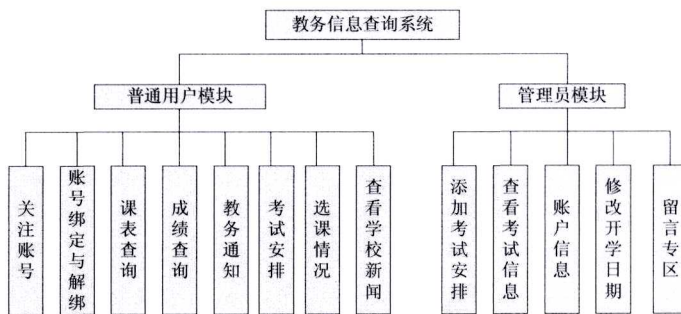 教务信息查询系统
普通用户模块
管理员模块
关注账号
账号绑定与解绑
课表查询
成绩查询
教务通知
考试安排
选课情况
查看学校新闻
添加考试安排
查看考试信息
账户信息
修改开学日期
留言专区